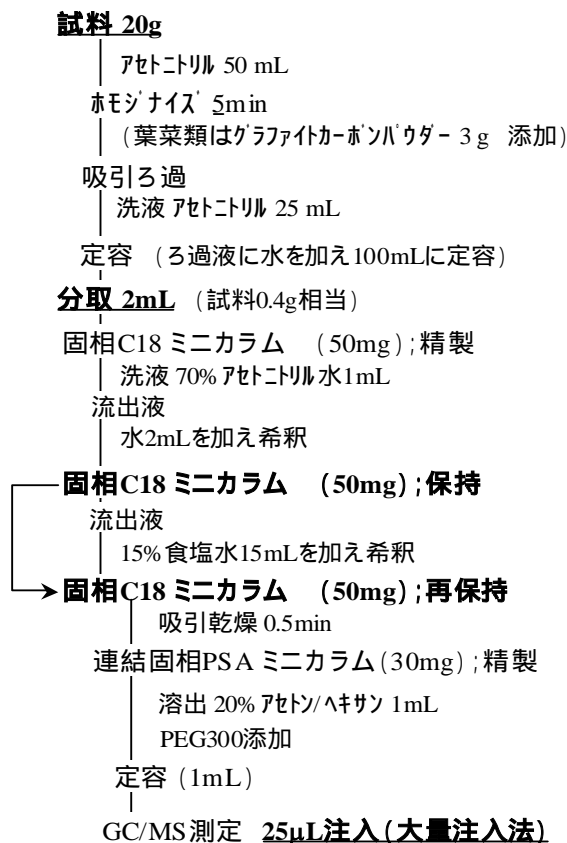 試料 20g
ｱｾﾄﾆﾄﾘﾙ 50 mL
ﾎﾓｼﾞﾅｲｽﾞ 5min
(葉菜類はｸﾞﾗﾌｧｲﾄｶｰﾎﾞﾝﾊﾟｳﾀﾞｰ 3 g 添加)
吸引ろ過
洗液 ｱｾﾄﾆﾄﾘﾙ 25 mL
定容 (ろ過液に水を加え100mLに定容)
分取 2mL (試料0.4g相当)
固相C18 ミニカラム (50mg);精製
洗液 70% ｱｾﾄﾆﾄﾘﾙ水1mL
流出液
水2mLを加え希釈
固相C18 ミニカラム (50mg);保持
流出液
15%食塩水15mLを加え希釈
固相C18 ミニカラム (50mg);再保持
吸引乾燥 0.5min
連結固相PSA ミニカラム(30mg);精製
溶出 20% ｱｾﾄﾝ/ﾍｷｻﾝ 1mL
PEG300添加
定容 (1mL)
GC/MS測定 25μL注入(大量注入法)